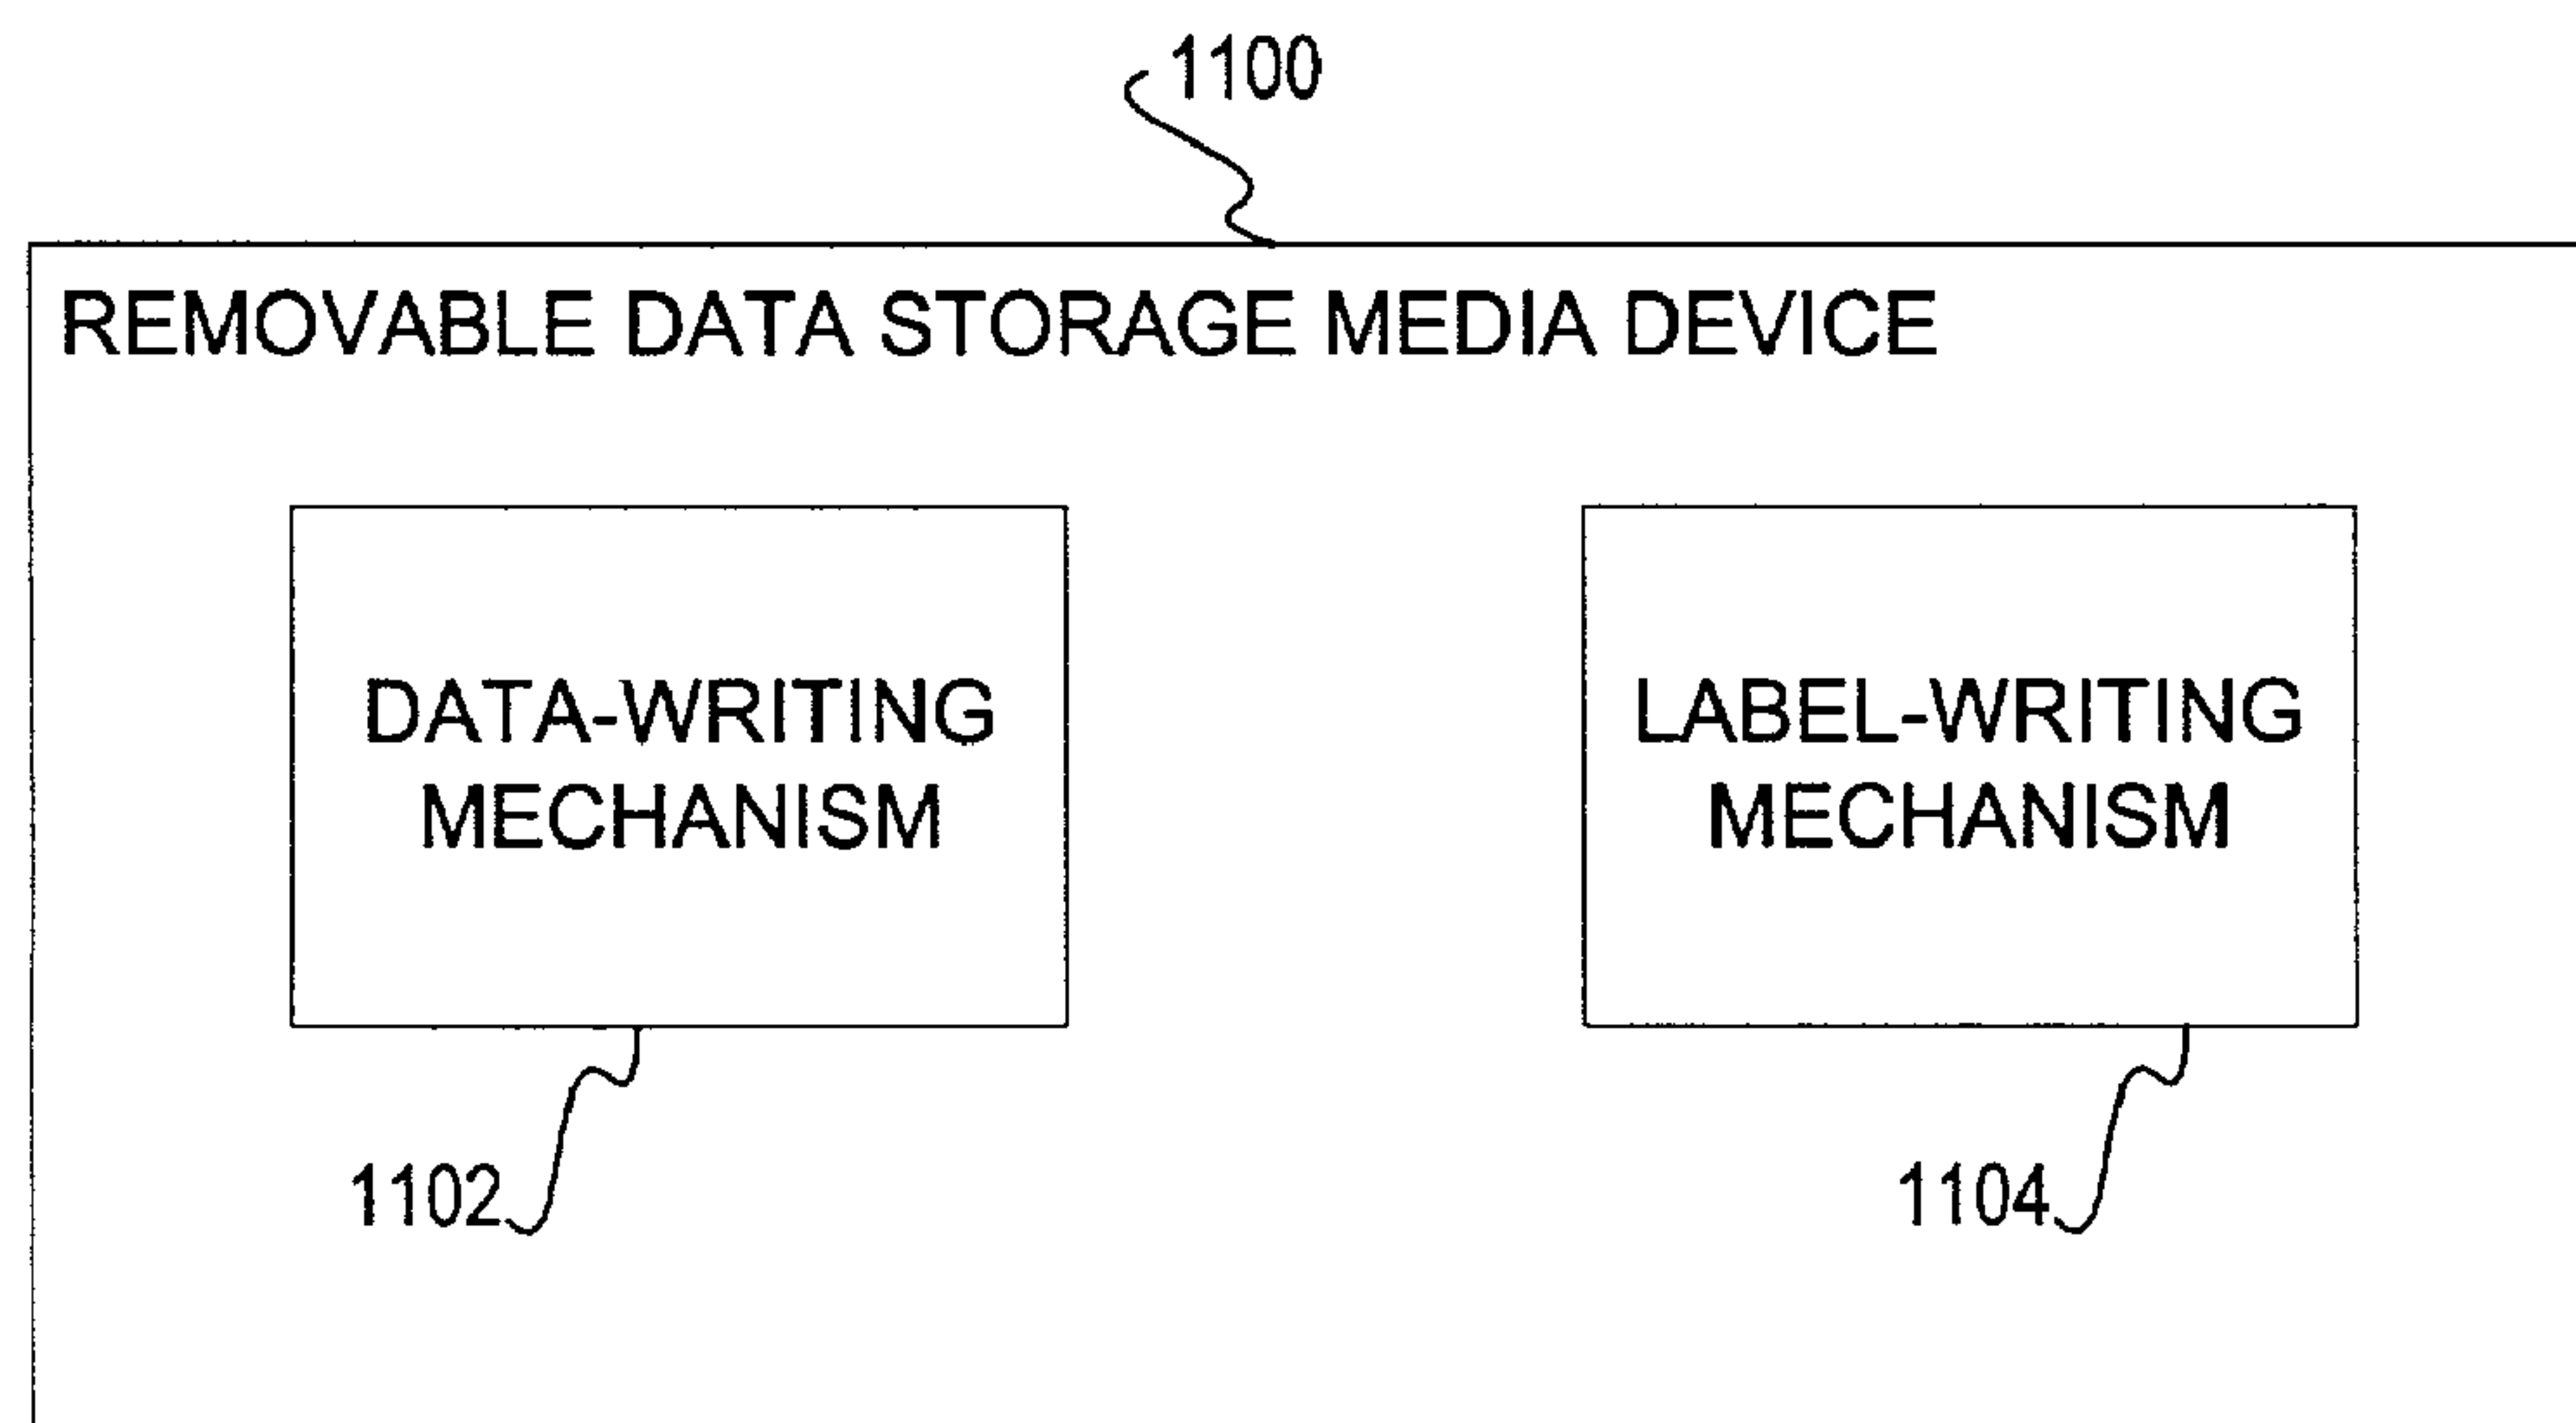 1100
REMOVABLE DATA STORAGE MEDIA DEVICE
DATA-WRITING
MECHANISM
LABEL-WRITING
MECHANISM
1102
1104